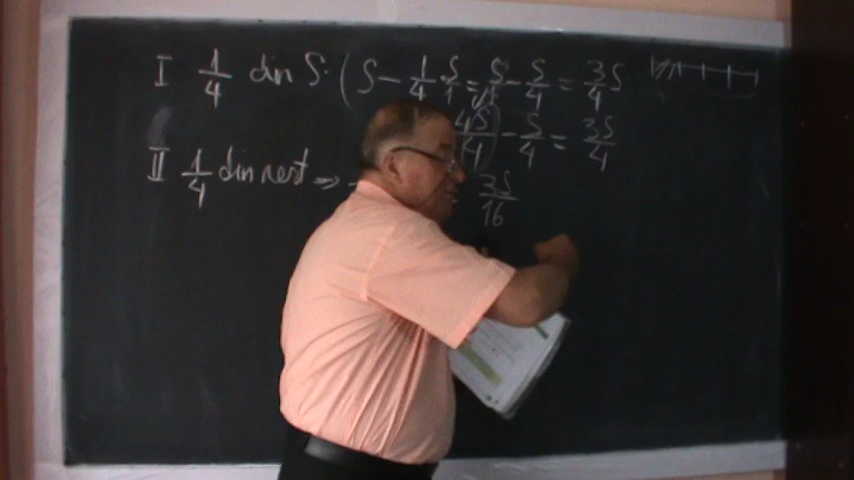 I 1/4 din S. (S - 1/4 · S/1 = S/1 - S/4 = 3/4 S
4S/4 - S/4 = 3S/4
II 1/4 din rest ⇒ 3S/16